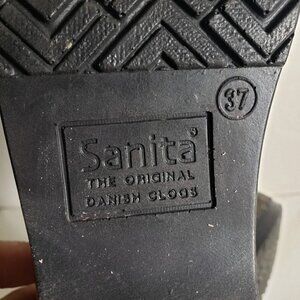 Sanita®
37
THE ORIGINAL
DANISH CLOGS